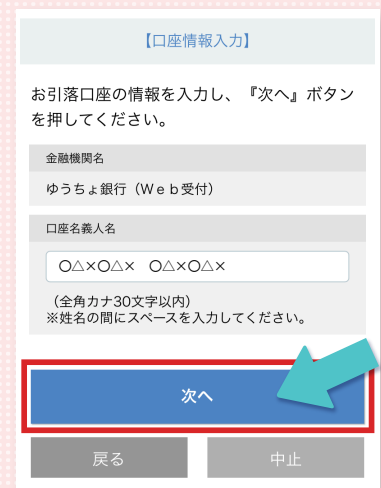 【口座情報入力】
お引落口座の情報を入力し、『次へ』ボタン
を押してください。
金融機関名
ゆうちょ銀行（Ｗｅｂ受付）
口座名義人名
〇△×〇△×　〇△×〇△×
（全角カナ30文字以内）
※姓名の間にスペースを入力してください。
次へ
戻る
中止